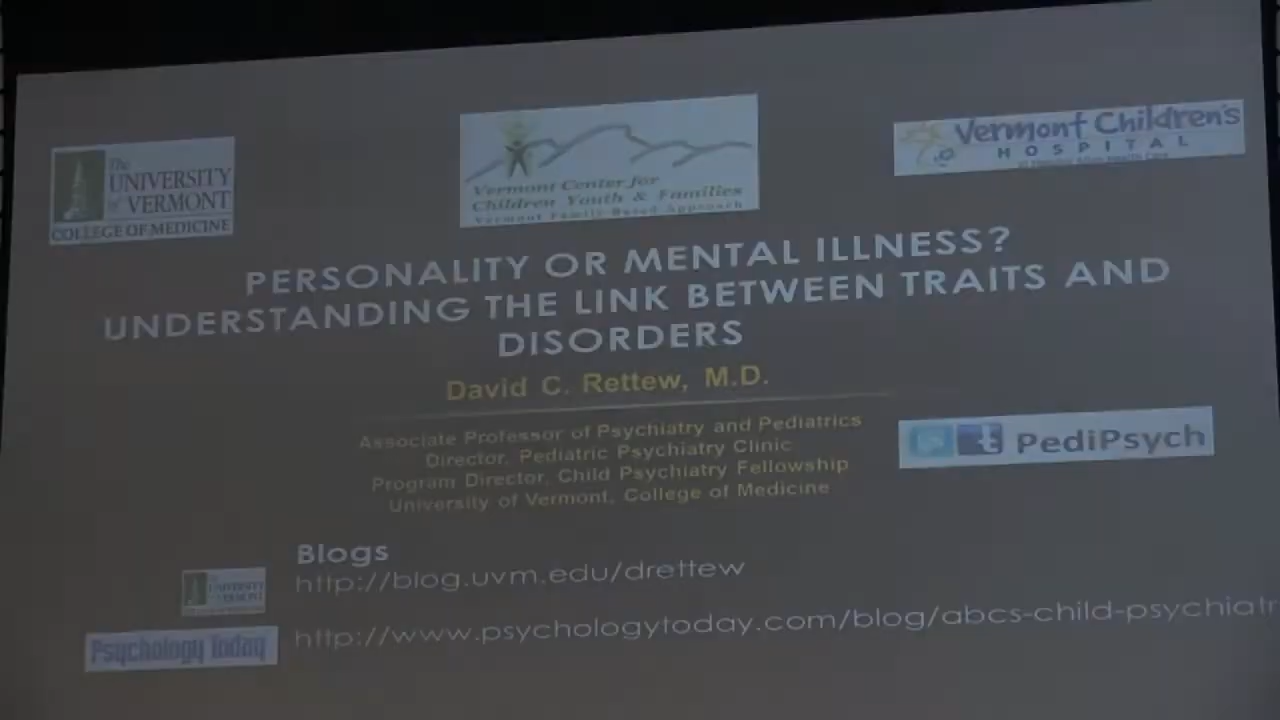 The
UNIVERSITY
of VERMONT
COLLEGE OF MEDICINE
Vermont Center for
Children Youth & Families
Vermont Family Based Approach
Vermont Children's
HOSPITAL
PERSONALITY OR MENTAL ILLNESS?
UNDERSTANDING THE LINK BETWEEN TRAITS AND
DISORDERS
David C. Rettew, M.D.
Associate Professor of Psychiatry and Pediatrics
Director, Pediatric Psychiatry Clinic
Program Director, Child Psychiatry Fellowship
University of Vermont, College of Medicine
PediPsych
Blogs
http://blog.uvm.edu/drettew
UNIVERSITY
of VERMONT
http://www.psychologytoday.com/blog/abcs-child-psychiatr
Psychology Today